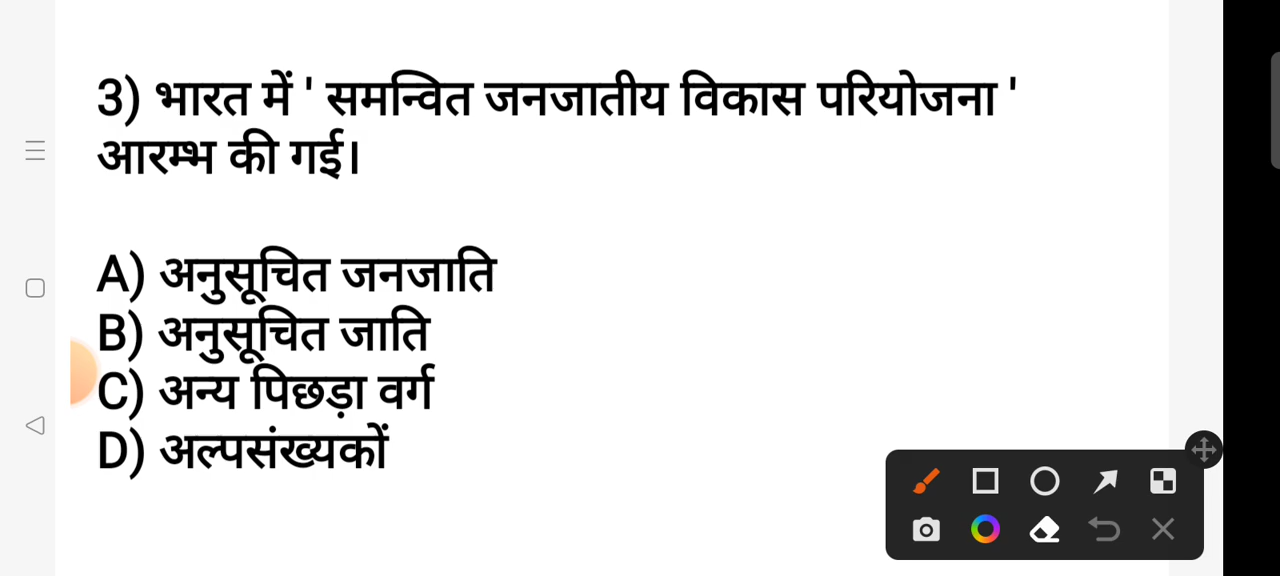 3) भारत में ' समन्वित जनजातीय विकास परियोजना '
आरम्भ की गई।
A) अनुसूचित जनजाति
B) अनुसूचित जाति
C) अन्य पिछड़ा वर्ग
D) अल्पसंख्यकों